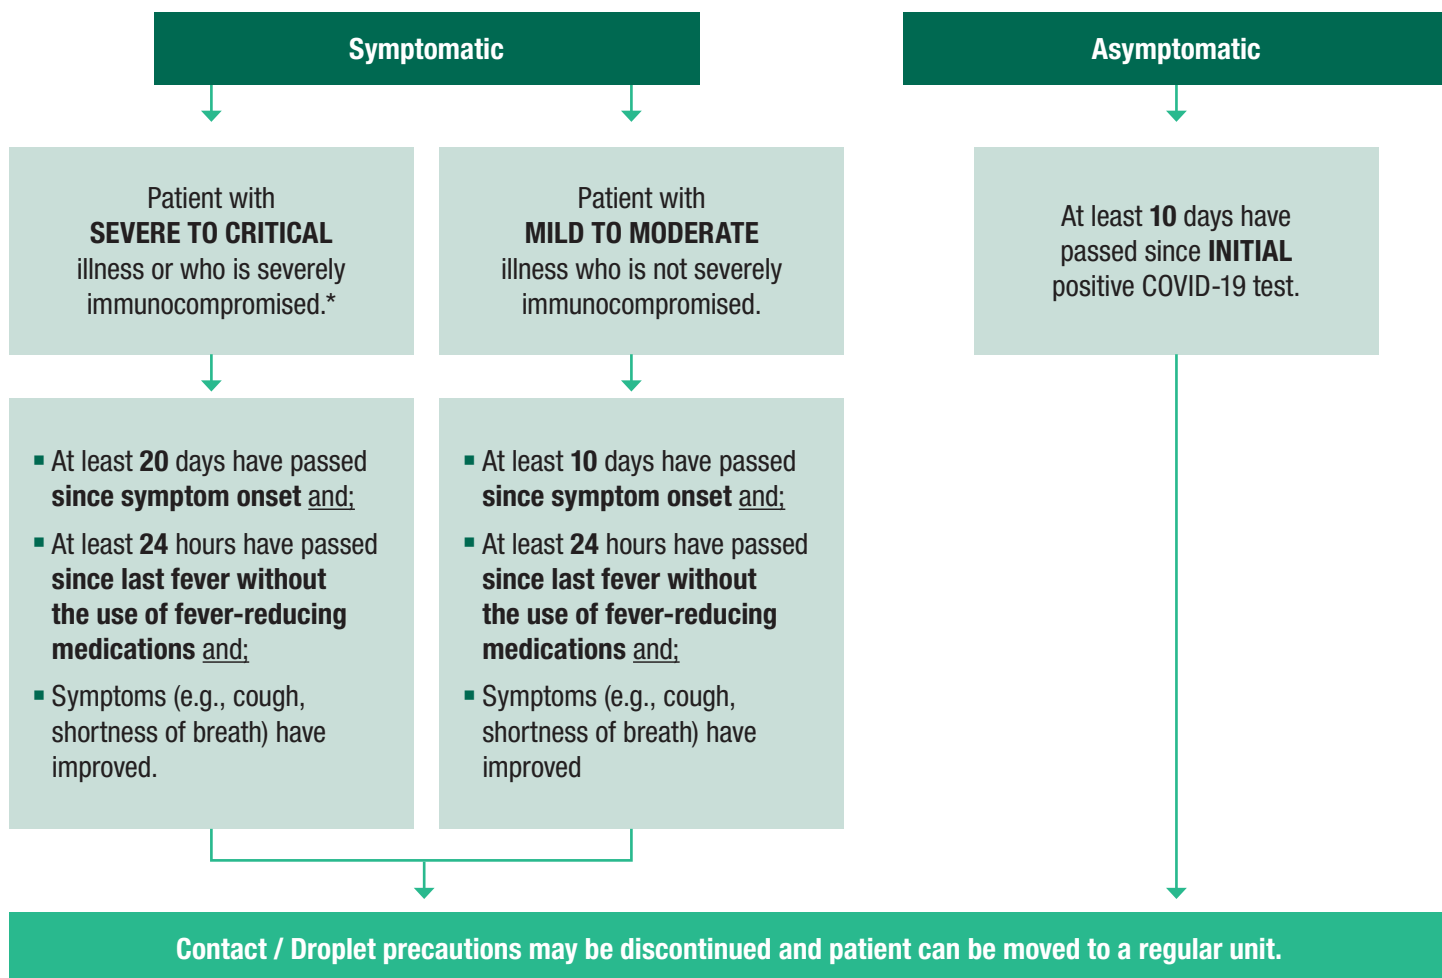 Symptomatic
Asymptomatic
Patient with
SEVERE TO CRITICAL
illness or who is severely
immunocompromised.*
Patient with
MILD TO MODERATE
illness who is not severely
immunocompromised.
At least 10 days have
passed since INITIAL
positive COVID-19 test.
▪ At least 20 days have passed
since symptom onset and;
▪ At least 24 hours have passed
since last fever without
the use of fever-reducing
medications and;
▪ Symptoms (e.g., cough,
shortness of breath) have
improved.
▪ At least 10 days have passed
since symptom onset and;
▪ At least 24 hours have passed
since last fever without
the use of fever-reducing
medications and;
▪ Symptoms (e.g., cough,
shortness of breath) have
improved
Contact / Droplet precautions may be discontinued and patient can be moved to a regular unit.